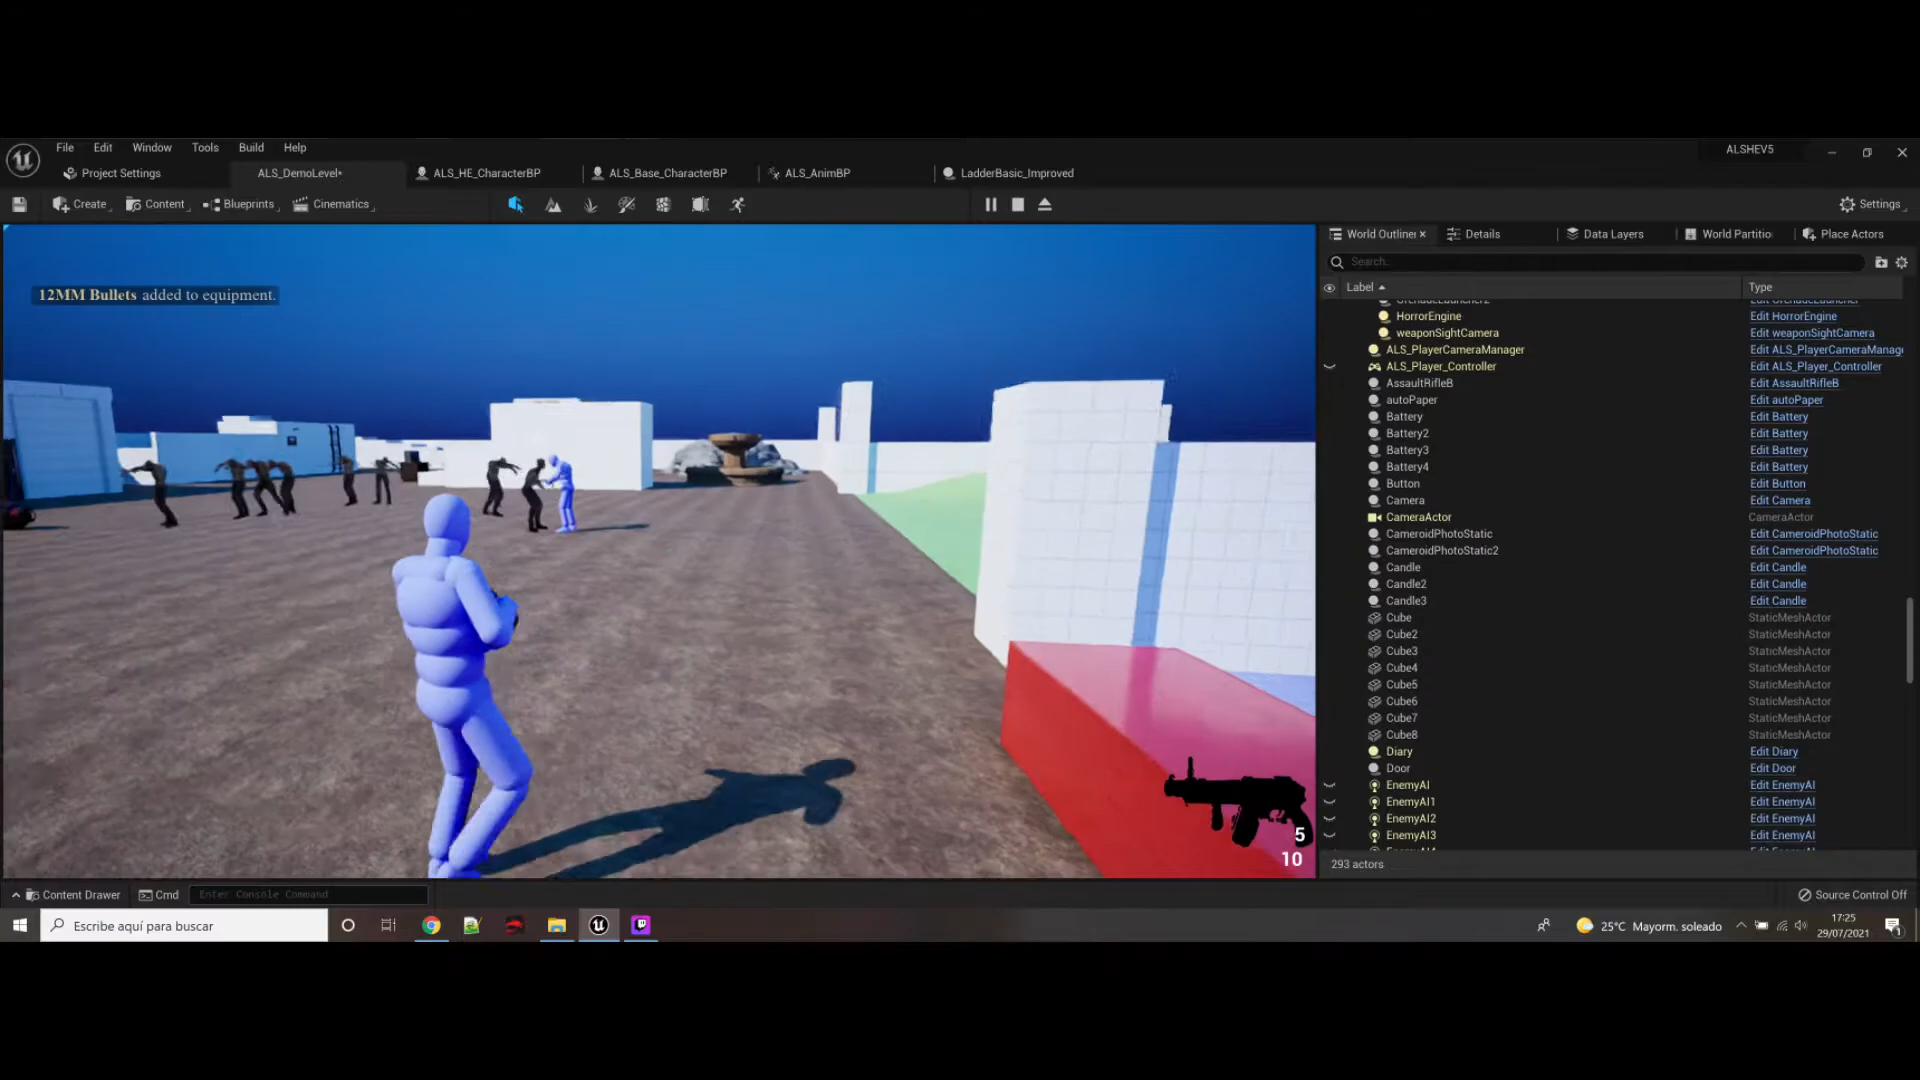 File Edit Window Tools Build Help
ALSHEV5
Project Settings
ALS_DemoLevel*
ALS_HE_CharacterBP
ALS_Base_CharacterBP
ALS_AnimBP
LadderBasic_Improved
Create
Content
Blueprints
Cinematics
Settings
12MM Bullets added to equipment.
5
10
World Outliner
Details
Data Layers
World Partitio
Place Actors
Search..
Label
Type
HorrorEngine Edit HorrorEngine
weaponSightCamera Edit weaponSightCamera
ALS_PlayerCameraManager Edit ALS_PlayerCameraManage
ALS_Player_Controller Edit ALS_Player_Controller
AssaultRifleB Edit AssaultRifleB
autoPaper Edit autoPaper
Battery Edit Battery
Battery2 Edit Battery
Battery3 Edit Battery
Battery4 Edit Battery
Button Edit Button
Camera Edit Camera
CameraActor CameraActor
CameroidPhotoStatic Edit CameroidPhotoStatic
CameroidPhotoStatic2 Edit CameroidPhotoStatic
Candle Edit Candle
Candle2 Edit Candle
Candle3 Edit Candle
Cube StaticMeshActor
Cube2 StaticMeshActor
Cube3 StaticMeshActor
Cube4 StaticMeshActor
Cube5 StaticMeshActor
Cube6 StaticMeshActor
Cube7 StaticMeshActor
Cube8 StaticMeshActor
Diary Edit Diary
Door Edit Door
EnemyAI Edit EnemyAI
EnemyAI1 Edit EnemyAI
EnemyAI2 Edit EnemyAI
EnemyAI3 Edit EnemyAI
293 actors
Content Drawer
Cmd
Enter Console Command
Source Control Off
Escribe aquí para buscar
25°C Mayorm. soleado
17:25
29/07/2021
1